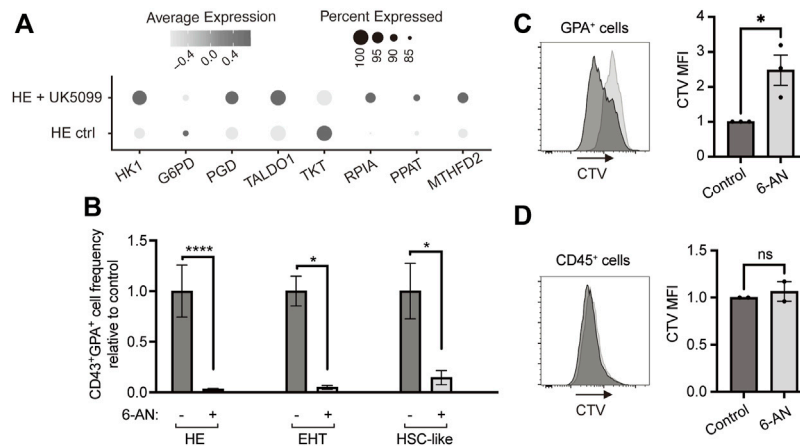 A
Average Expression
Percent Expressed
−0.4
0.0
0.4
100
95
90
85
HE + UK5099
HE ctrl
HK1
G6PD
PGD
TALDO1
TKT
RPIA
PPAT
MTHFD2
B
CD43⁺GPA⁺ cell frequency
relative to control
1.5
1.0
0.5
0.0
****
*
*
6-AN:
- + - + - +
HE EHT HSC-like
C
GPA⁺ cells
CTV
CTV MFI
4
3
2
1
0
*
Control
6-AN
D
CD45⁺ cells
CTV
CTV MFI
1.5
1.0
0.5
0.0
ns
Control
6-AN